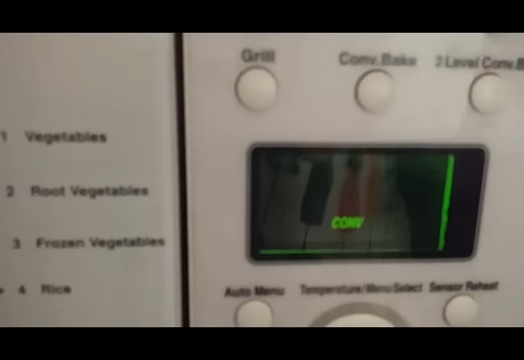 Grill
Conv.Bake
2 Level Conv.B
1 Vegetables
2 Root Vegetables
3 Frozen Vegetables
4 Rice
CONV
Auto Menu
Temperature/Menu Select
Sensor Reheat